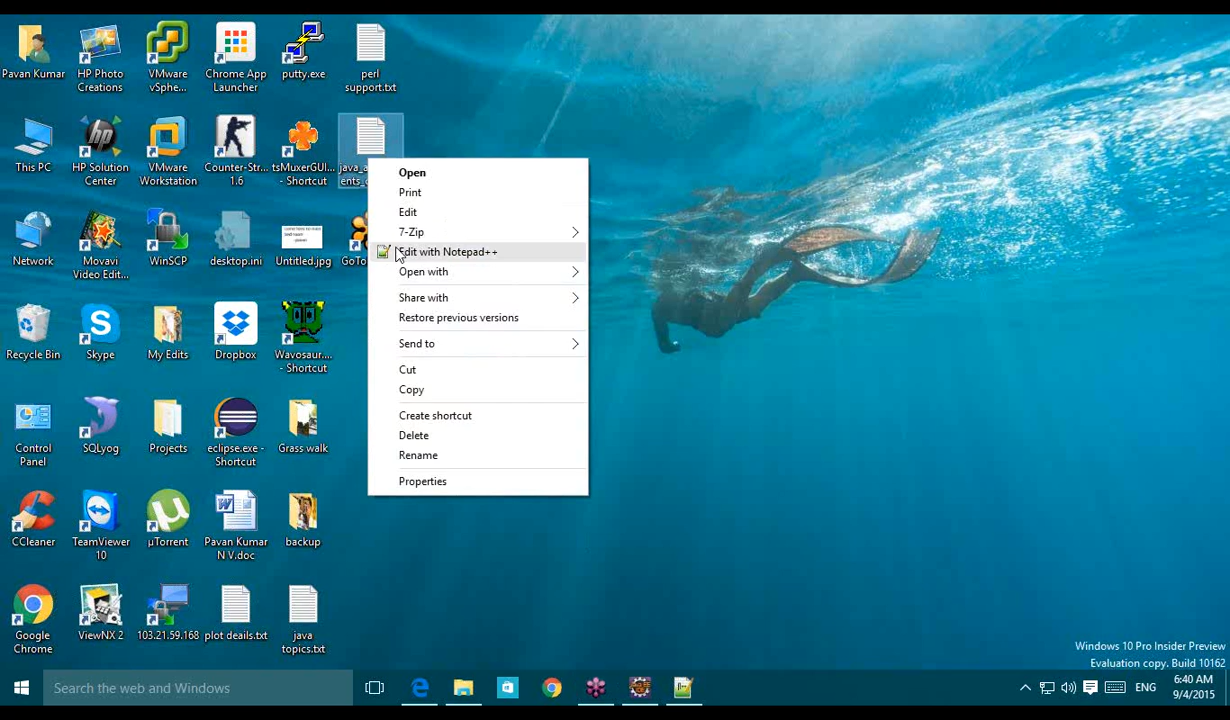 Pavan Kumar
HP Photo
Creations
VMware
vSphe...
Chrome App
Launcher
putty.exe
perl
support.txt
This PC
HP Solution
Center
VMware
Workstation
Counter-Str...
1.6
tsMuxerGUI...
- Shortcut
java_a
ents_
Network
Movavi
Video Edit...
WinSCP
desktop.ini
Untitled.jpg
GoTo
Recycle Bin
Skype
My Edits
Dropbox
Wavosaur....
- Shortcut
Control
Panel
SQLyog
Projects
eclipse.exe -
Shortcut
Grass walk
CCleaner
TeamViewer
10
µTorrent
Pavan Kumar
N V.doc
backup
Google
Chrome
ViewNX 2
103.21.59.168
plot deails.txt
java
topics.txt
Open
Print
Edit
7-Zip
Edit with Notepad++
Open with
Share with
Restore previous versions
Send to
Cut
Copy
Create shortcut
Delete
Rename
Properties
Windows 10 Pro Insider Preview
Evaluation copy. Build 10162
Search the web and Windows
ENG
6:40 AM
9/4/2015